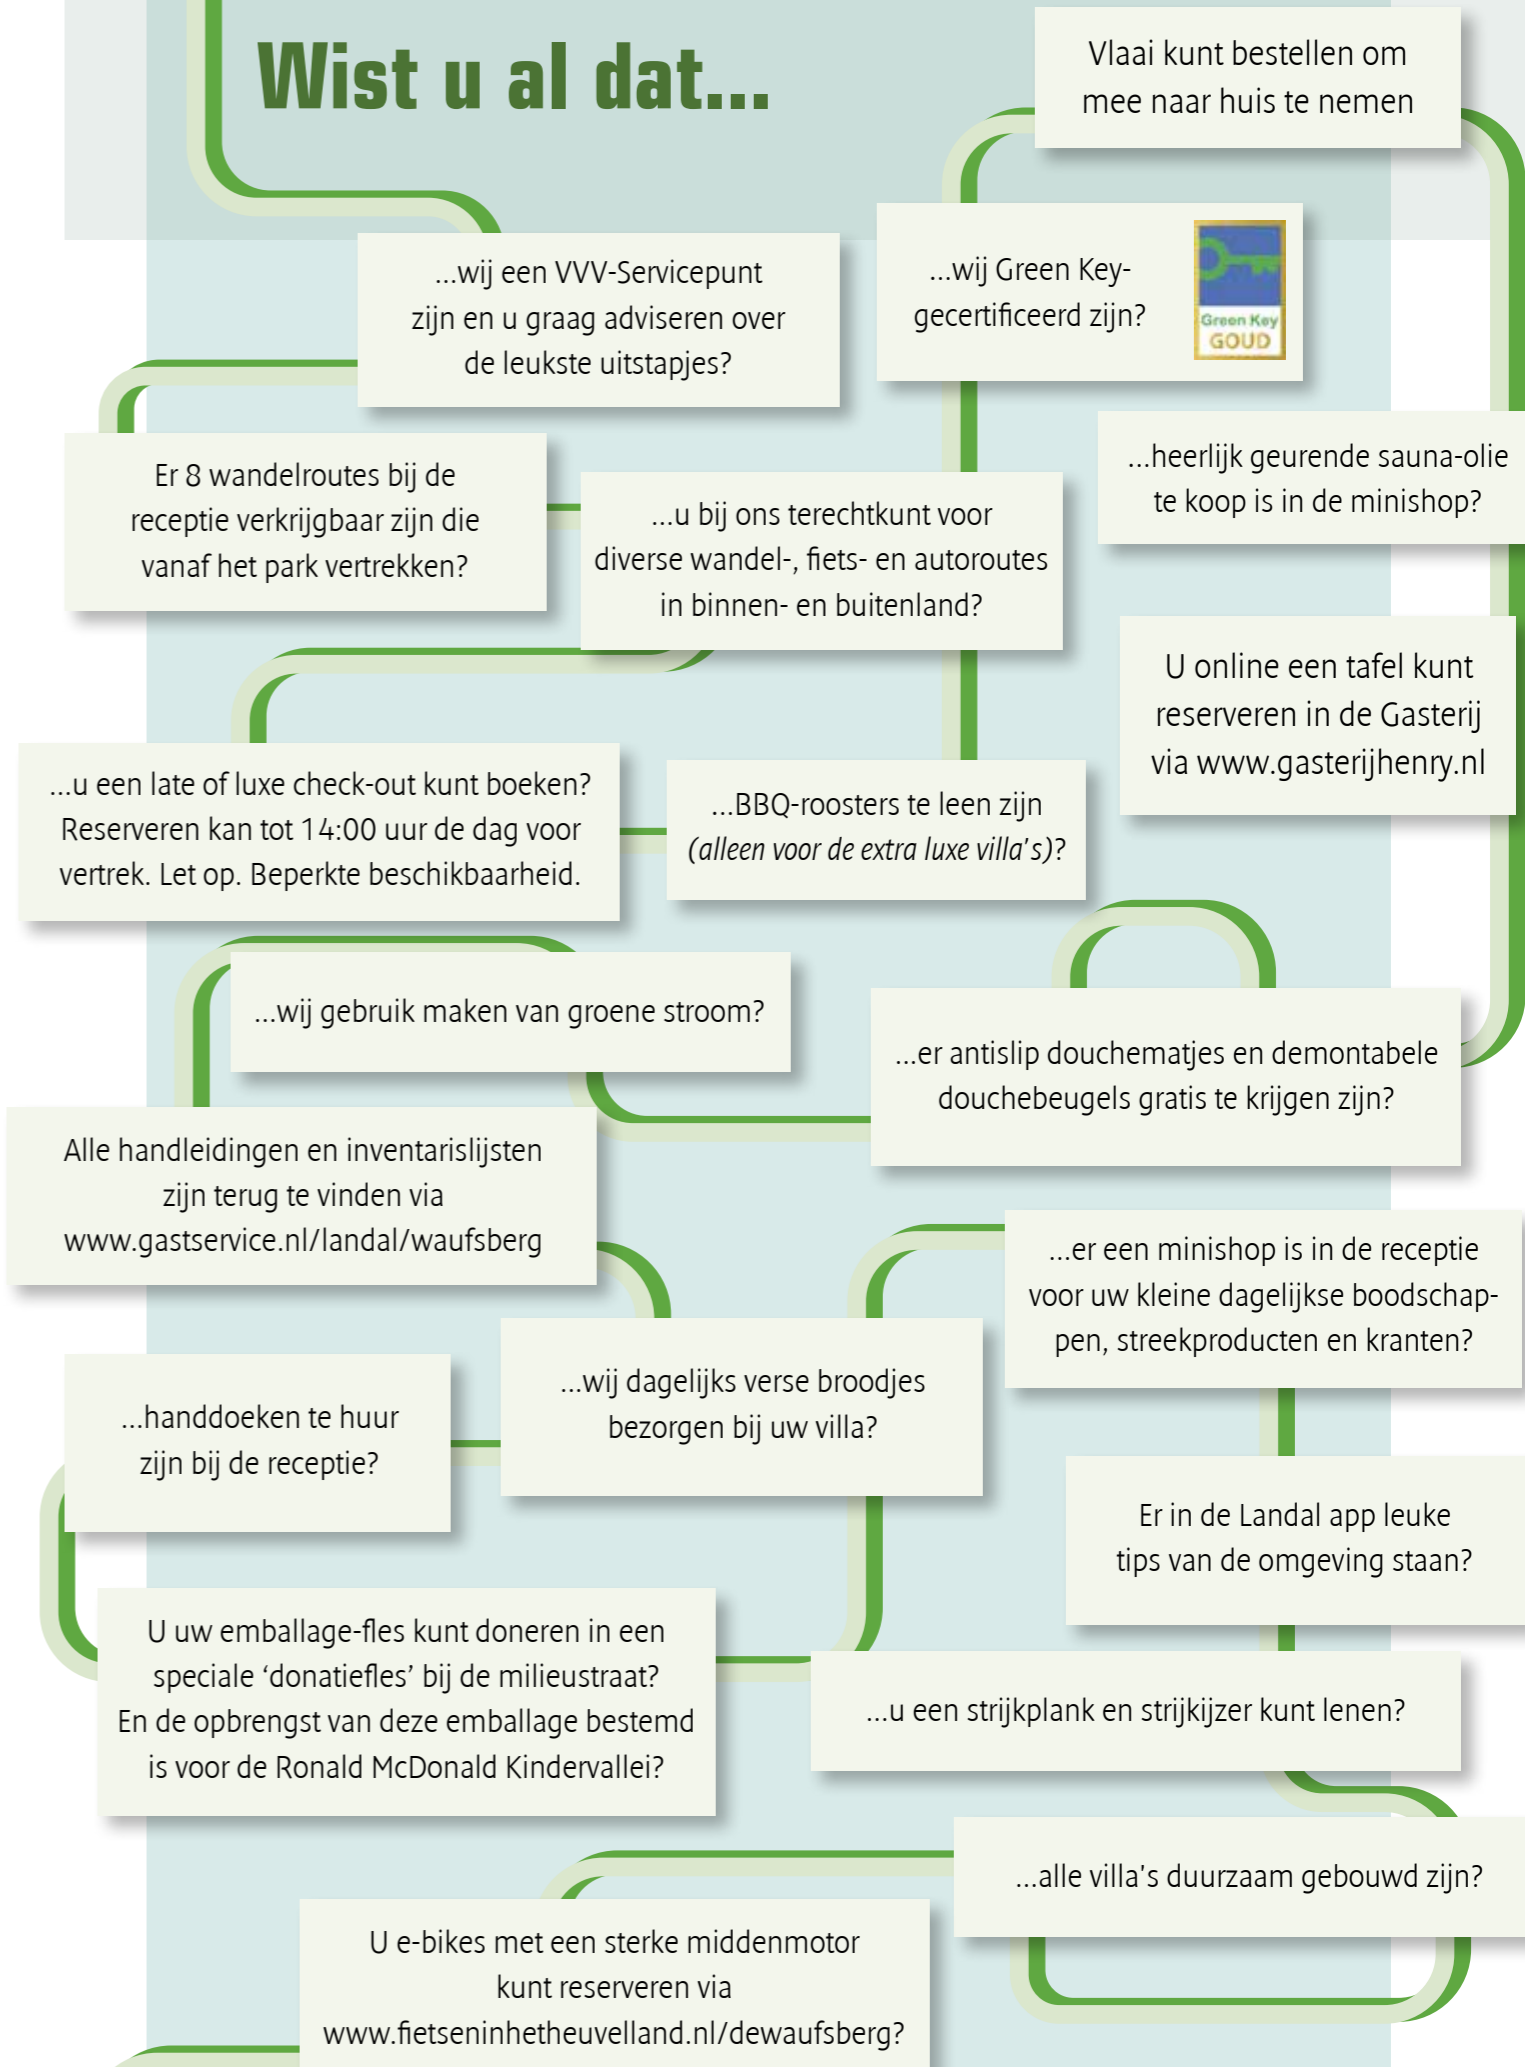 Wist u al dat...
Vlaai kunt bestellen om
mee naar huis te nemen
...wij een VVV-Servicepunt
zijn en u graag adviseren over
de leukste uitstapjes?
...wij Green Key-
gecertificeerd zijn?
Green Key
GOUD
Er 8 wandelroutes bij de
receptie verkrijgbaar zijn die
vanaf het park vertrekken?
...u bij ons terechtkunt voor
diverse wandel-, fiets- en autoroutes
in binnen- en buitenland?
...heerlijk geurende sauna-olie
te koop is in de minishop?
U online een tafel kunt
reserveren in de Gasterij
via www.gasterijhenry.nl
...u een late of luxe check-out kunt boeken?
Reserveren kan tot 14:00 uur de dag voor
vertrek. Let op. Beperkte beschikbaarheid.
...BBQ-roosters te leen zijn
(alleen voor de extra luxe villa's)?
...wij gebruik maken van groene stroom?
...er antislip douchematjes en demontabele
douchebeugels gratis te krijgen zijn?
Alle handleidingen en inventarislijsten
zijn terug te vinden via
www.gastservice.nl/landal/waufsberg
...er een minishop is in de receptie
voor uw kleine dagelijkse boodschap-
pen, streekproducten en kranten?
...wij dagelijks verse broodjes
bezorgen bij uw villa?
...handdoeken te huur
zijn bij de receptie?
Er in de Landal app leuke
tips van de omgeving staan?
U uw emballage-fles kunt doneren in een
speciale ‘donatiefles’ bij de milieustraat?
En de opbrengst van deze emballage bestemd
is voor de Ronald McDonald Kindervallei?
...u een strijkplank en strijkijzer kunt lenen?
...alle villa's duurzaam gebouwd zijn?
U e-bikes met een sterke middenmotor
kunt reserveren via
www.fietseninhetheuvelland.nl/dewaufsberg?